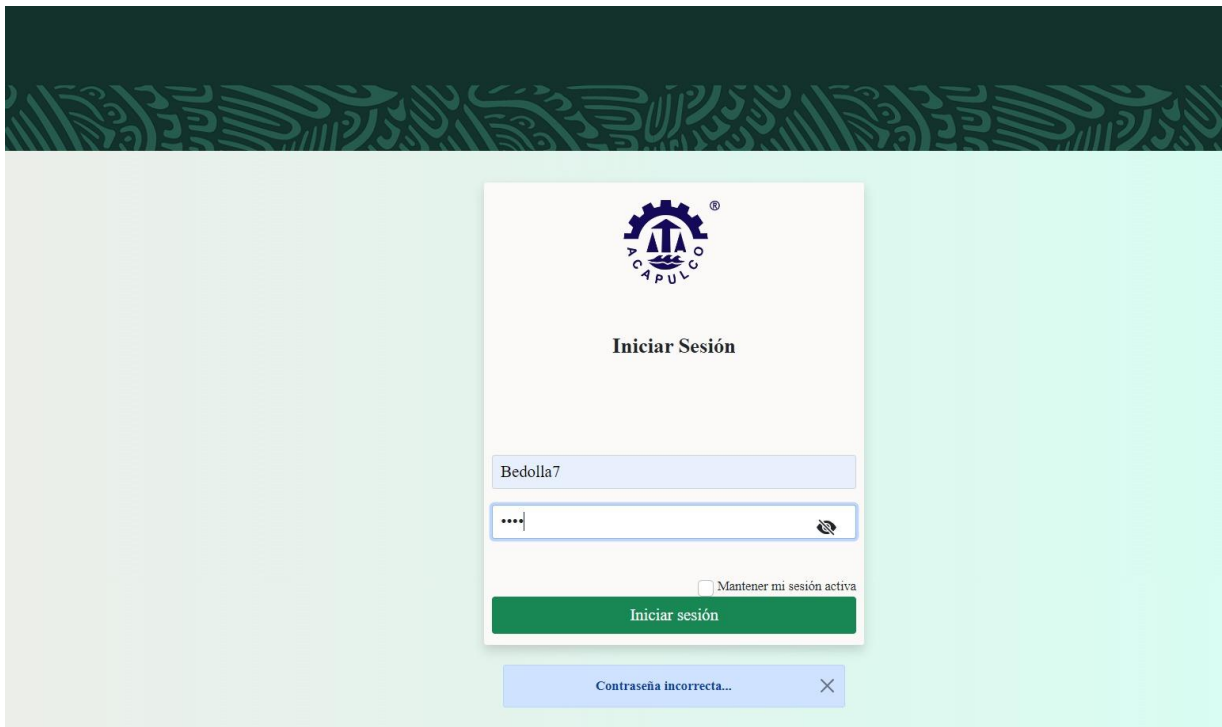 ®
ACAPULCO
Iniciar Sesión
Bedolla7
••••
Mantener mi sesión activa
Iniciar sesión
Contraseña incorrecta...